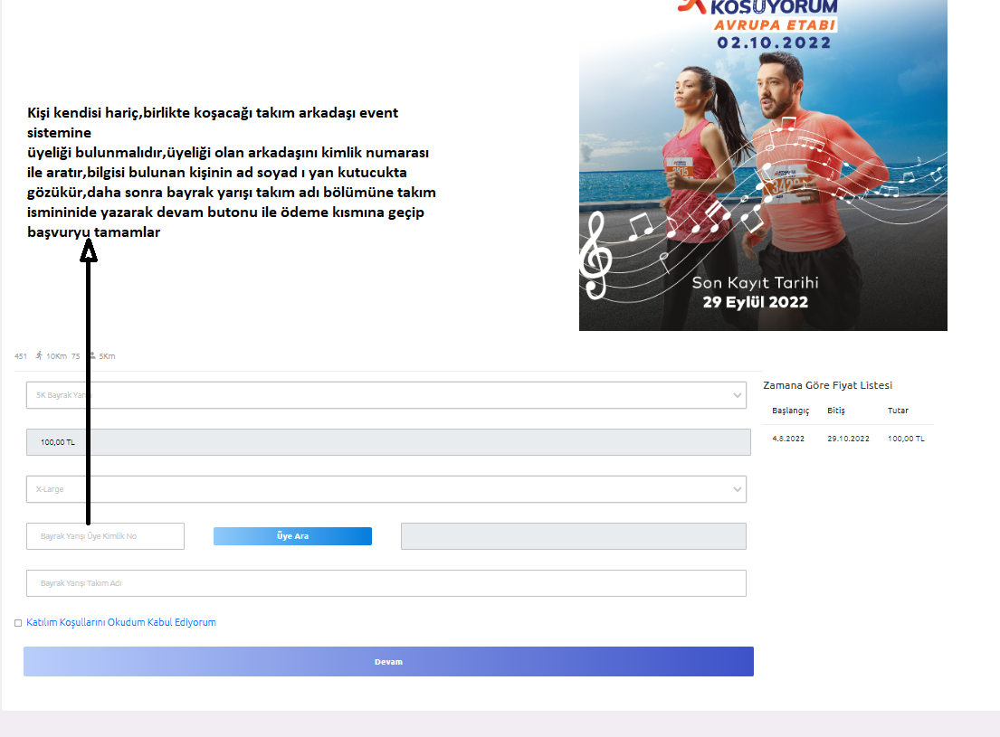 KOŞUYORUM
AVRUPA ETABI
02.10.2022
Kişi kendisi hariç,birlikte koşacağı takım arkadaşı event
sistemine
üyeliği bulunmalıdır,üyeliği olan arkadaşını kimlik numarası
ile aratır,bilgisi bulunan kişinin ad soyad ı yan kutucukta
gözükür,daha sonra bayrak yarışı takım adı bölümüne takım
ismininide yazarak devam butonu ile ödeme kısmına geçip
başvuryu tamamlar
Son Kayıt Tarihi
29 Eylül 2022
451 10Km 75 5Km
5K Bayrak Yarışı
Zamana Göre Fiyat Listesi
Başlangıç Bitiş Tutar
100,00 TL
4.8.2022 29.10.2022 100,00 TL
X-Large
Bayrak Yarışı Üye Kimlik No Üye Ara
Bayrak Yarışı Takım Adı
Katılım Koşullarını Okudum Kabul Ediyorum
Devam